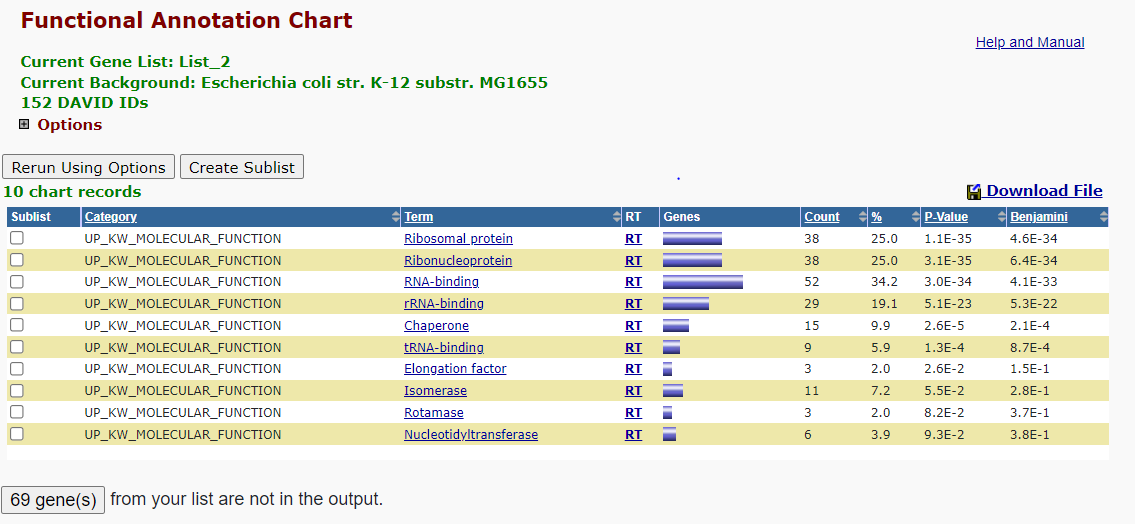 Functional Annotation Chart
Help and Manual
Current Gene List: List_2
Current Background: Escherichia coli str. K-12 substr. MG1655
152 DAVID IDs
Options
Rerun Using Options Create Sublist
10 chart records Download File
Sublist Category Term RT Genes Count % P-Value Benjamini
UP_KW_MOLECULAR_FUNCTION Ribosomal protein RT 38 25.0 1.1E-35 4.6E-34
UP_KW_MOLECULAR_FUNCTION Ribonucleoprotein RT 38 25.0 3.1E-35 6.4E-34
UP_KW_MOLECULAR_FUNCTION RNA-binding RT 52 34.2 3.0E-34 4.1E-33
UP_KW_MOLECULAR_FUNCTION rRNA-binding RT 29 19.1 5.1E-23 5.3E-22
UP_KW_MOLECULAR_FUNCTION Chaperone RT 15 9.9 2.6E-5 2.1E-4
UP_KW_MOLECULAR_FUNCTION tRNA-binding RT 9 5.9 1.3E-4 8.7E-4
UP_KW_MOLECULAR_FUNCTION Elongation factor RT 3 2.0 2.6E-2 1.5E-1
UP_KW_MOLECULAR_FUNCTION Isomerase RT 11 7.2 5.5E-2 2.8E-1
UP_KW_MOLECULAR_FUNCTION Rotamase RT 3 2.0 8.2E-2 3.7E-1
UP_KW_MOLECULAR_FUNCTION Nucleotidyltransferase RT 6 3.9 9.3E-2 3.8E-1
69 gene(s) from your list are not in the output.